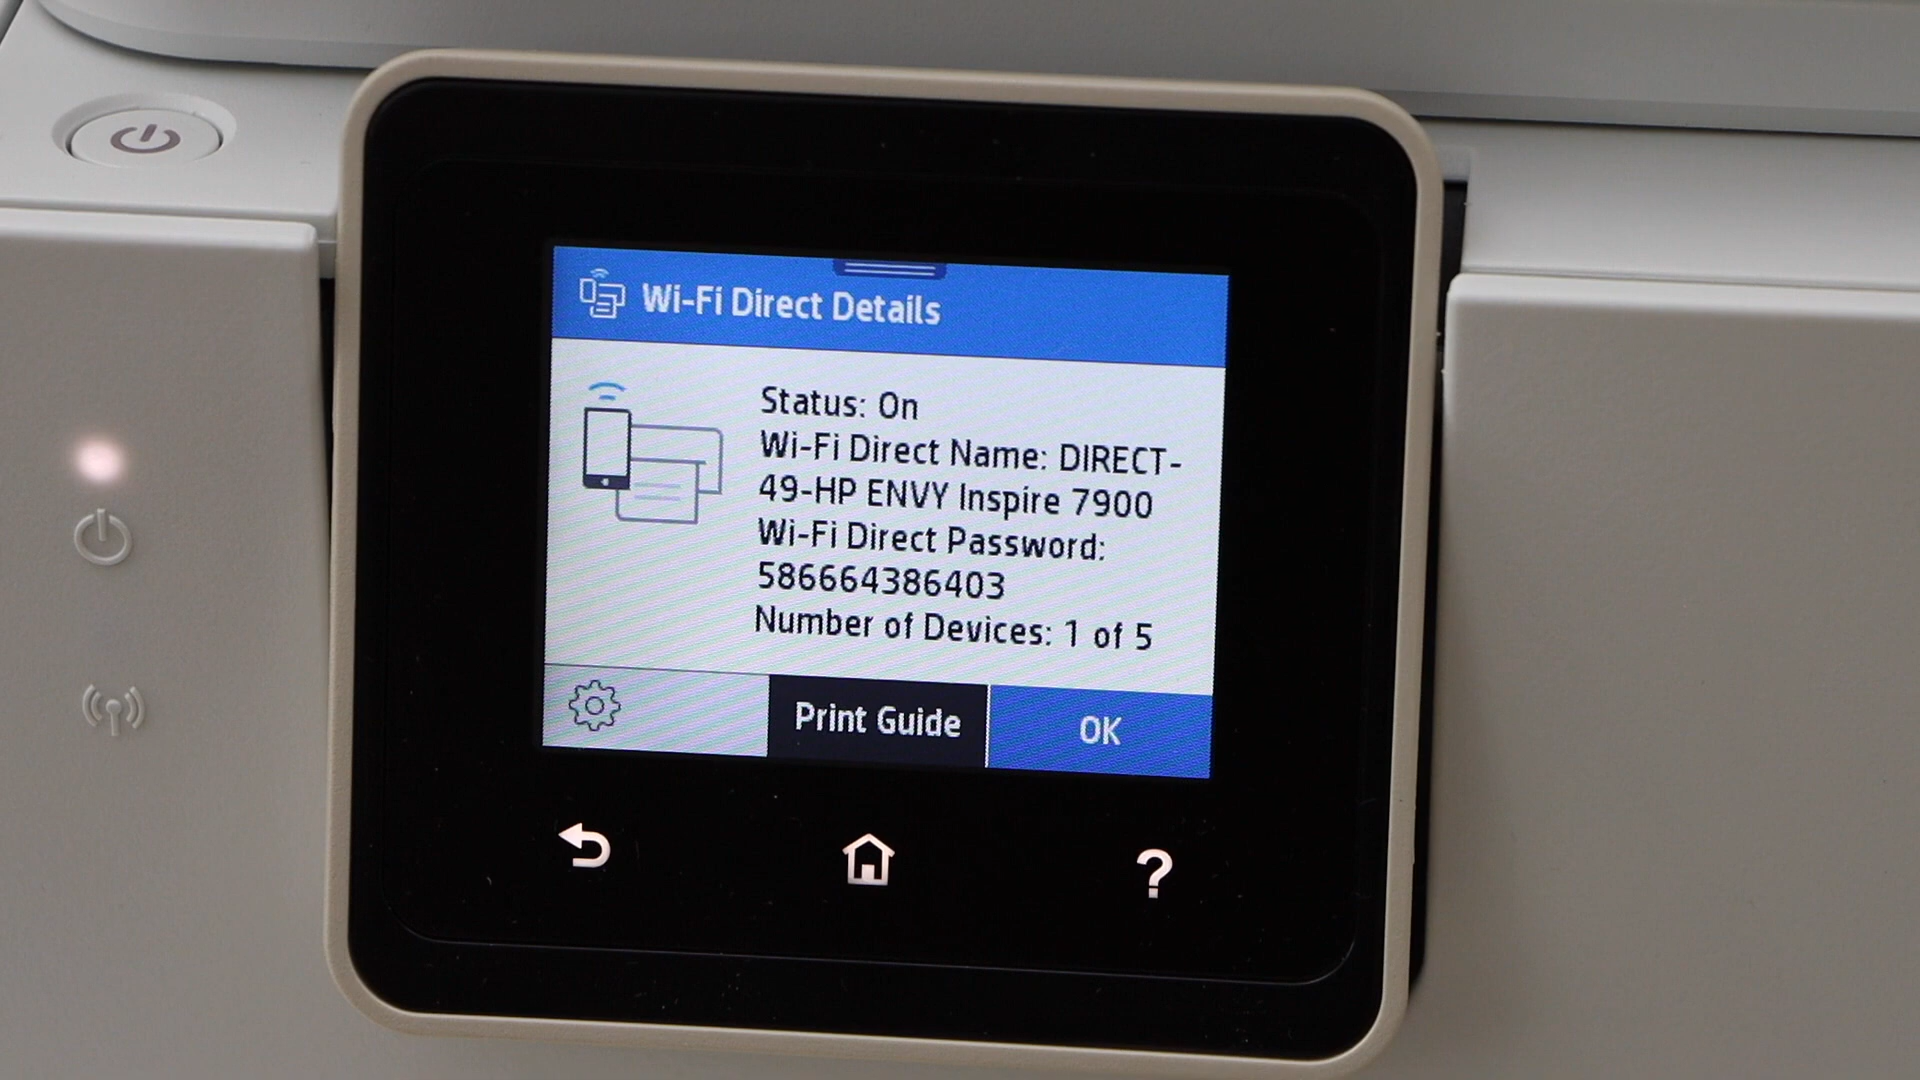 Wi-Fi Direct Details
Status: On
Wi-Fi Direct Name: DIRECT-
49-HP ENVY Inspire 7900
Wi-Fi Direct Password:
586664386403
Number of Devices: 1 of 5
Print Guide
OK
?